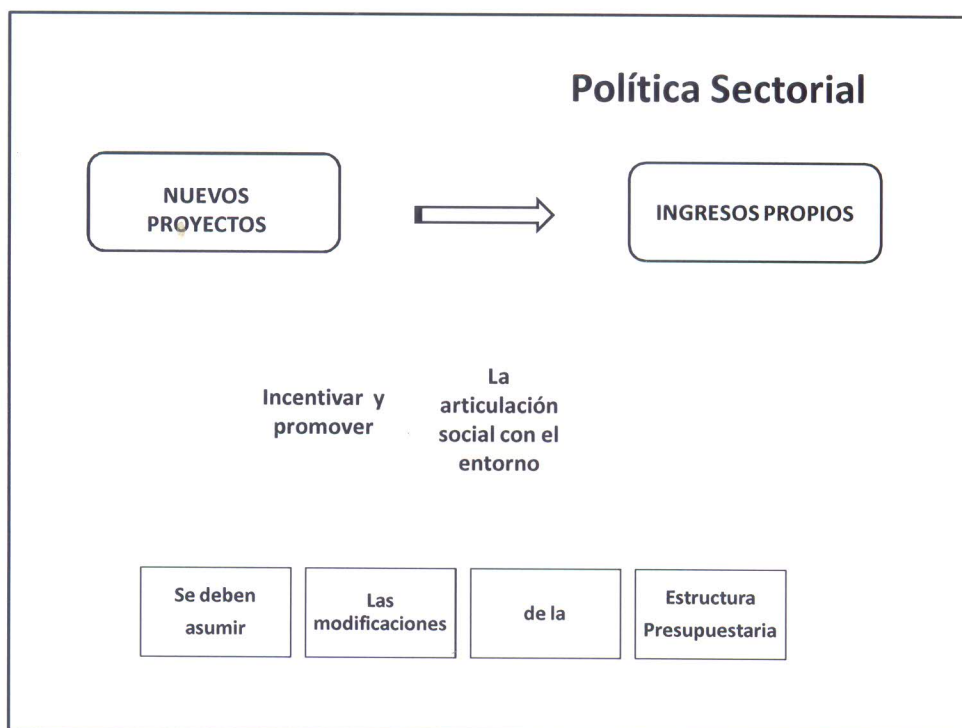 Política Sectorial
NUEVOS
PROYECTOS
INGRESOS PROPIOS
Incentivar y
promover
La
articulación
social con el
entorno
Se deben
asumir
Las
modificaciones
de la
Estructura
Presupuestaria